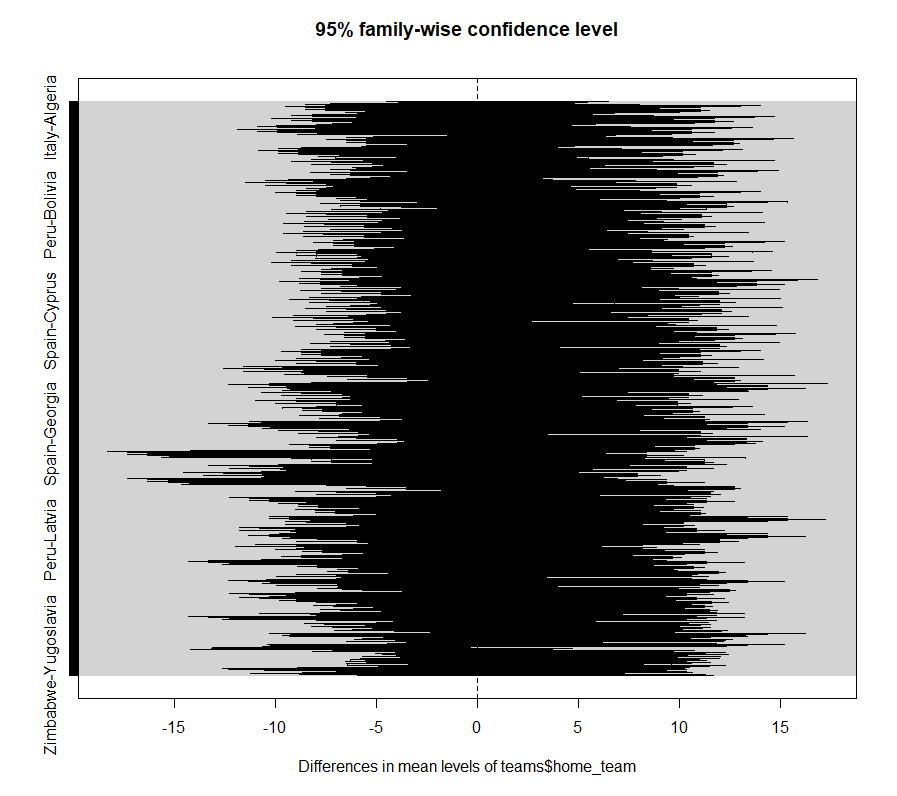 95% family-wise confidence level
Italy-Algeria
Peru-Bolivia
Spain-Cyprus
Spain-Georgia
Peru-Latvia
Zimbabwe-Yugoslavia
-15 -10 -5 0 5 10 15
Differences in mean levels of teams$home_team